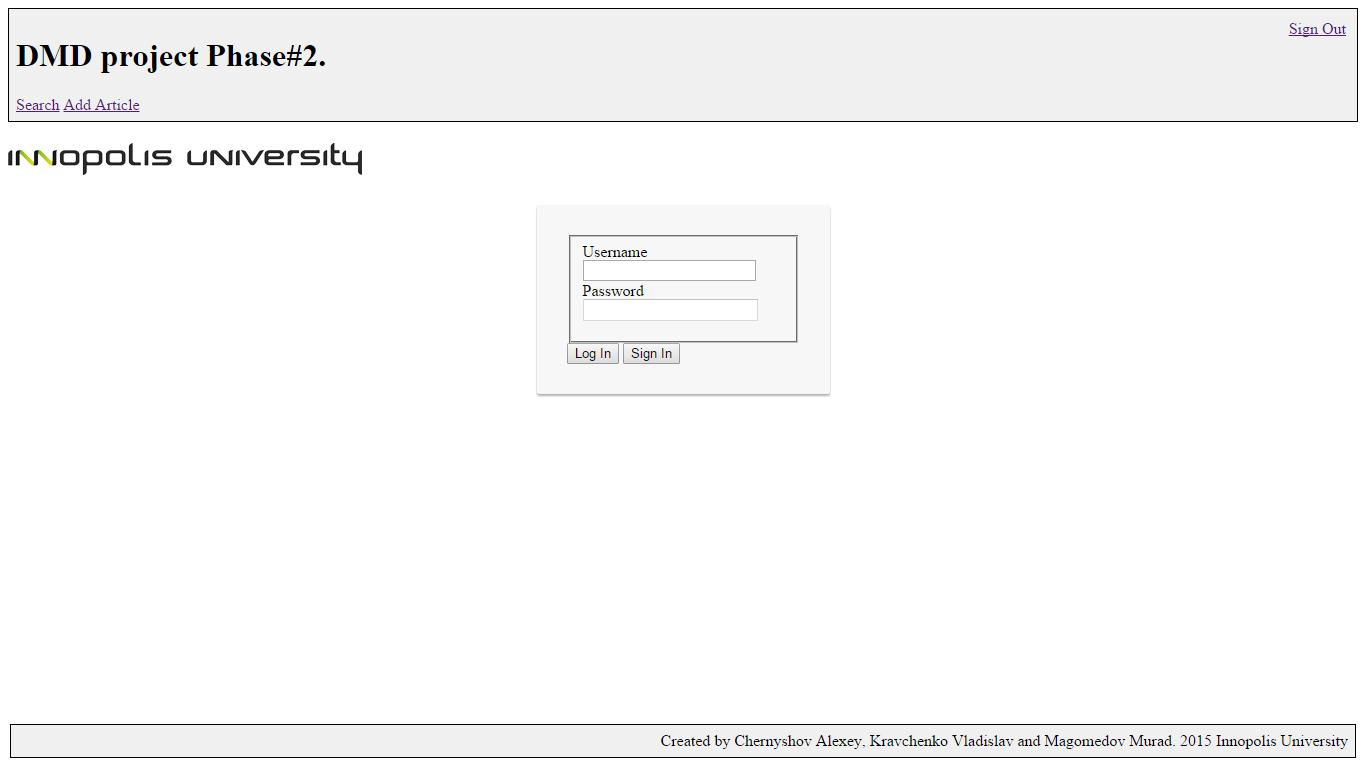 Sign Out
DMD project Phase#2.
Search Add Article
innopolis university
Username
Password
Log In Sign In
Created by Chernyshov Alexey, Kravchenko Vladislav and Magomedov Murad. 2015 Innopolis University